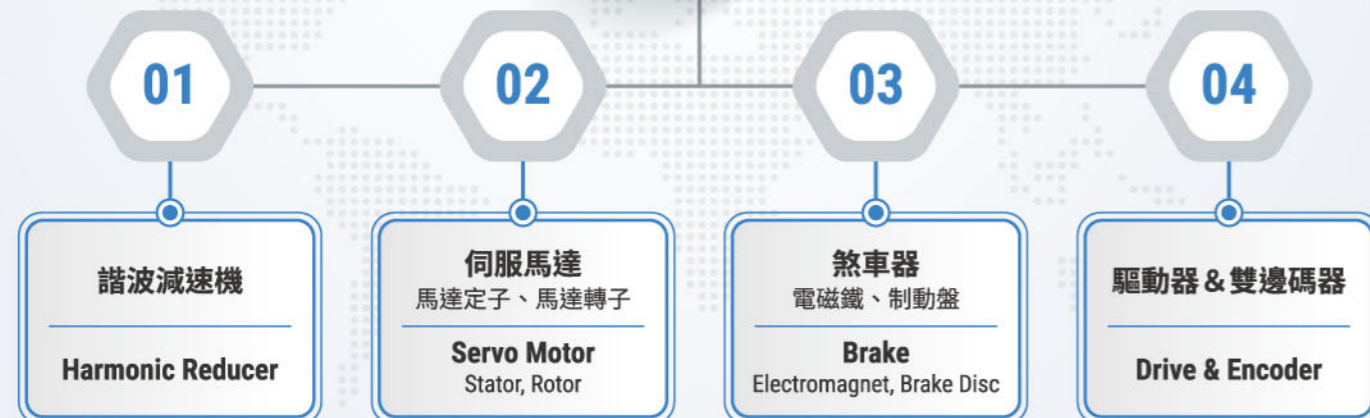 01
02
03
04
諧波減速機
Harmonic Reducer
伺服馬達
馬達定子、馬達轉子
Servo Motor
Stator, Rotor
煞車器
電磁鐵、制動盤
Brake
Electromagnet, Brake Disc
驅動器&雙邊碼器
Drive & Encoder